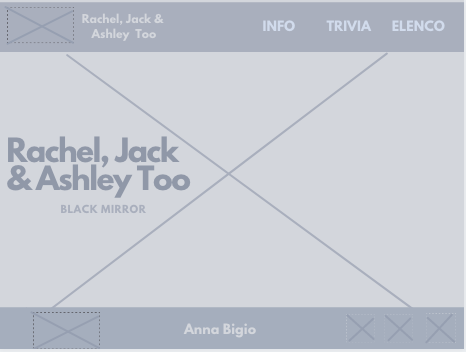 Rachel, Jack &
Ashley Too
INFO
TRIVIA
ELENCO
Rachel, Jack
& Ashley Too
BLACK MIRROR
Anna Bigio